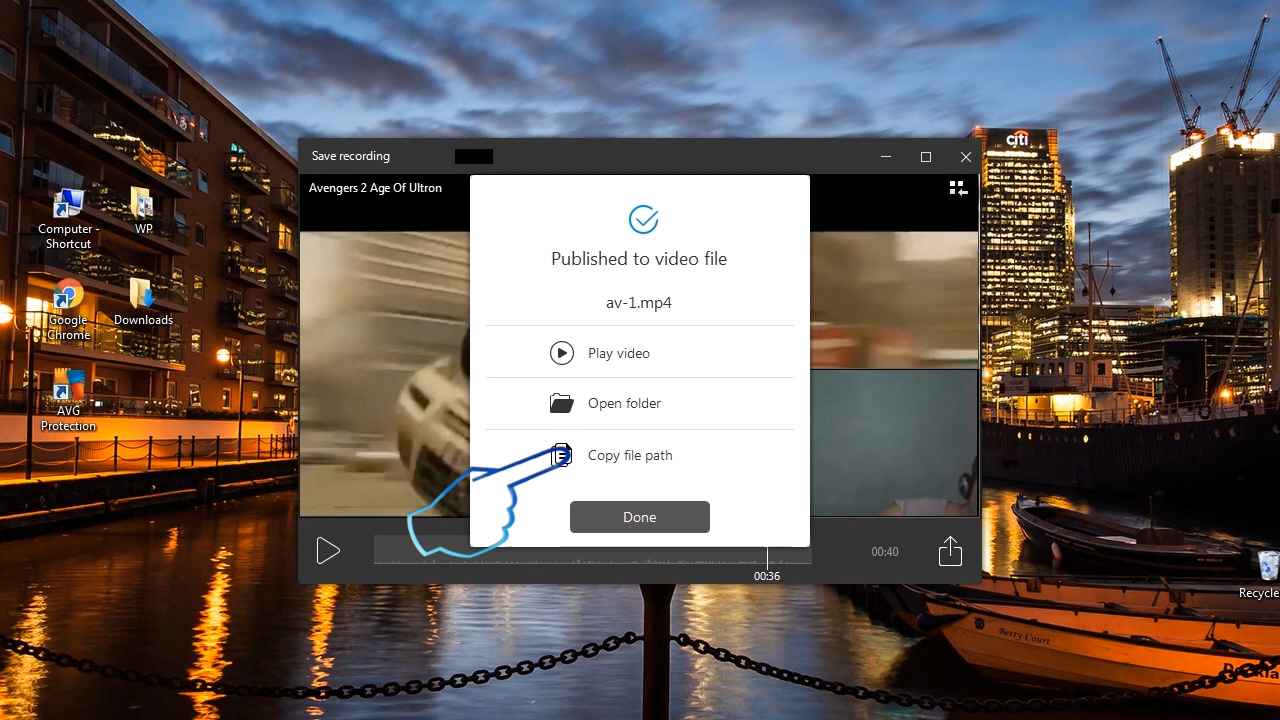 Save recording
Avengers 2 Age Of Ultron
citi
Computer -
Shortcut
WP
Published to video file
av-1.mp4
Google
Chrome
Downloads
Play video
Open folder
AVG
Protection
Copy file path
Done
00:40
00:36
Recycle
Betty Court